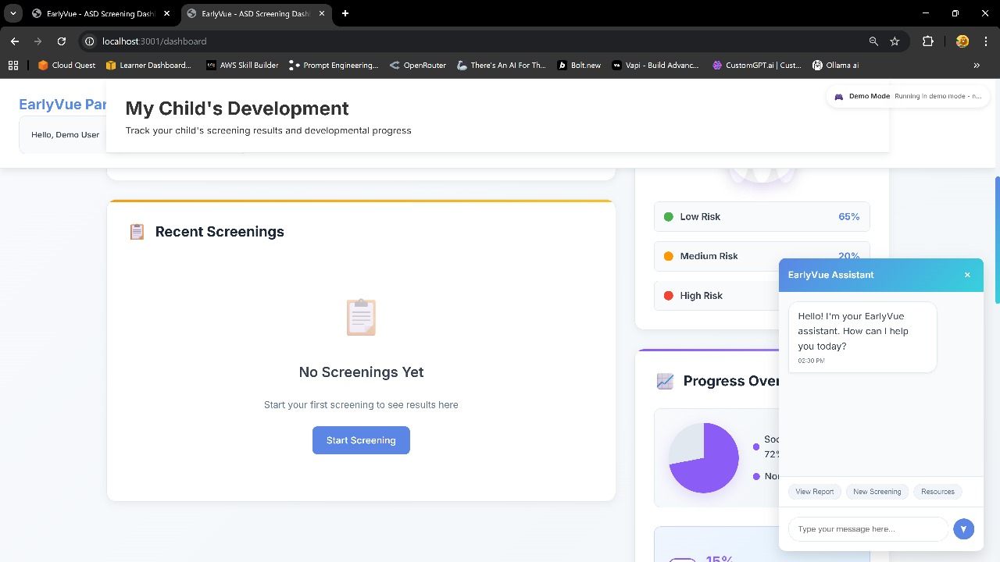 EarlyVue - ASD Screening Dash
EarlyVue - ASD Screening Dash
localhost:3001/dashboard
Cloud Quest
Learner Dashboard...
AWS Skill Builder
Prompt Engineering...
OpenRouter
There's An AI For Th...
Bolt.new
Vapi - Build Advanc...
CustomGPT.ai | Cust...
Ollama ai
EarlyVue Par
Hello, Demo User
My Child's Development
Track your child's screening results and developmental progress
Demo Mode Running in demo mode - n...
Recent Screenings
No Screenings Yet
Start your first screening to see results here
Start Screening
Low Risk 65%
Medium Risk 20%
High Risk
Progress Over
Soc
72%
Non
15%
EarlyVue Assistant
Hello! I'm your EarlyVue
assistant. How can I help
you today?
02:30 PM
View Report
New Screening
Resources
Type your message here...